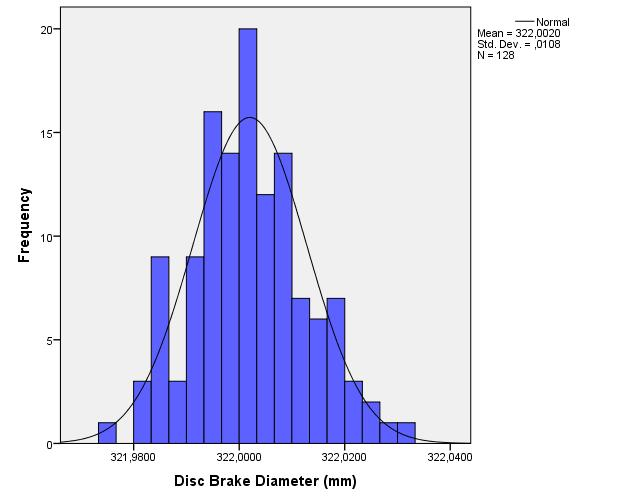 Normal
Mean = 322,0020
Std. Dev. = ,0108
N = 128
20
15
10
5
0
Frequency
321,9800 322,0000 322,0200 322,0400
Disc Brake Diameter (mm)